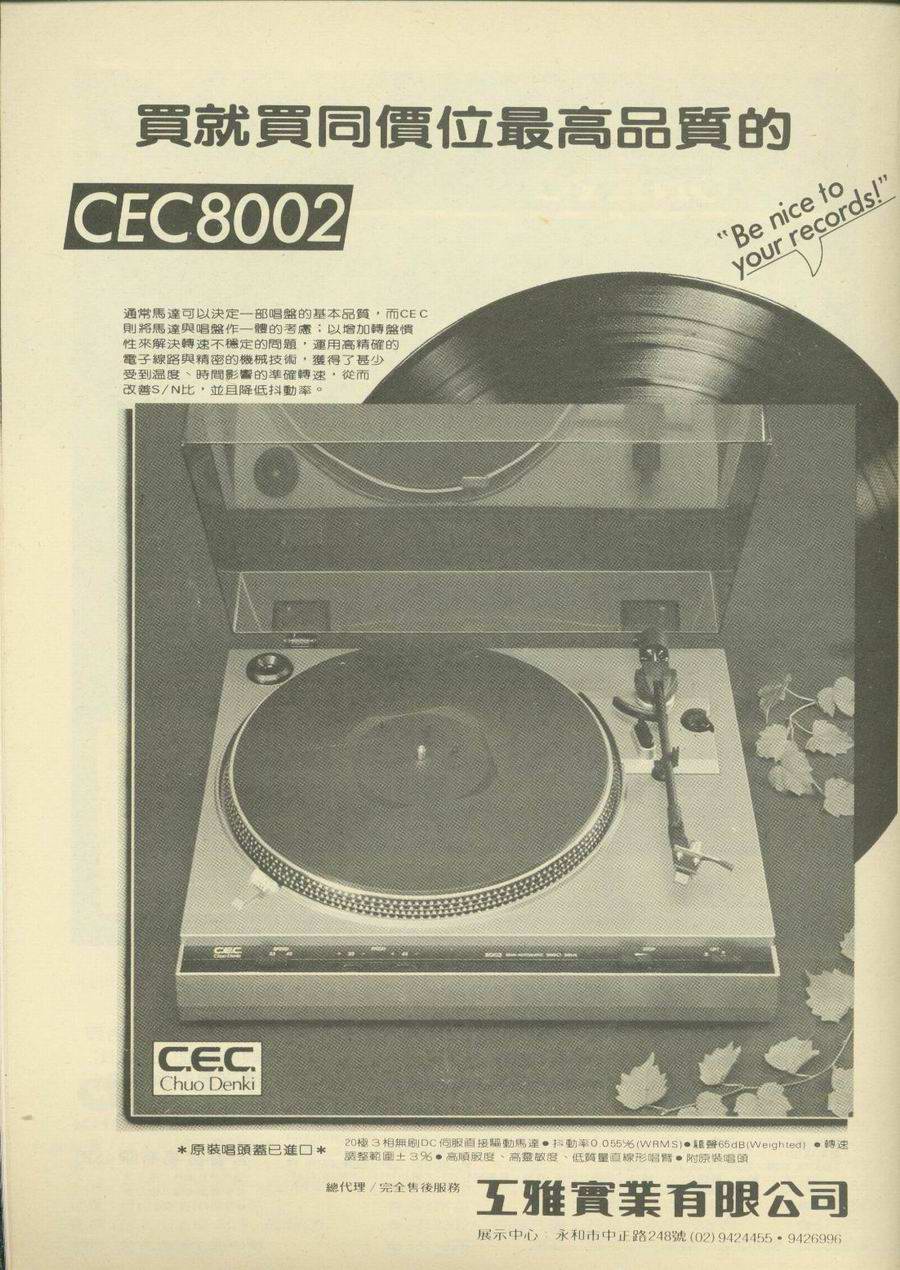 買就買同價位最高品質的
CEC8002
"Be nice to
your records!"
通常馬達可以決定一部唱盤的基本品質，而CEC
則將馬達與唱盤作一體的考慮；以增加轉盤慣
性來解決轉速不穩定的問題，運用高精確的
電子線路與精密的機械技術，獲得了甚少
受到溫度、時間影響的準確轉速，從而
改善S/N比，並且降低抖動率。
C.E.C.
Chuo Denki
C.E.C.
Chuo Denki
＊原裝唱頭蓋已進口＊
20極3相無刷DC伺服直接驅動馬達●抖動率0.055%(WRMS)●雜聲65dB(Weighted) ●轉速
調整範圍±3%●高順服度、高靈敏度、低質量直線形唱臂●附原裝唱頭
總代理/完全售後服務 工雅實業有限公司
展示中心：永和市中正路248號(02)9424455・9426996